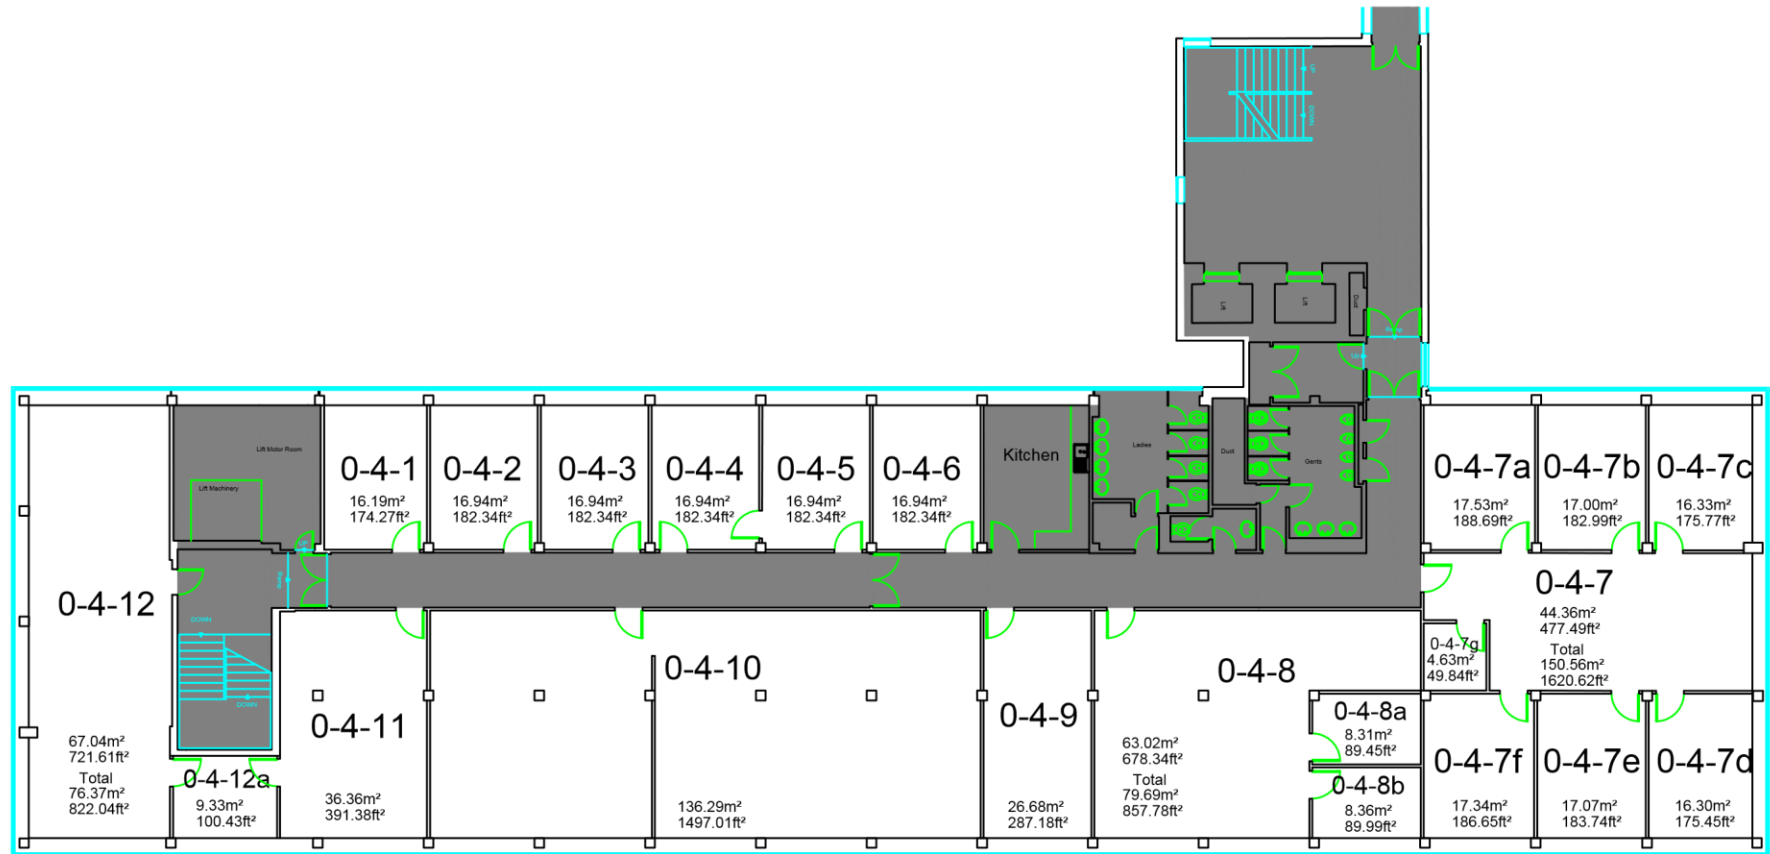 UP
DOWN
Lift
Lift
Duct
Ramp
UP
Lift Motor Room
Lift Machinery
0-4-1
16.19m²
174.27ft²
0-4-2
16.94m²
182.34ft²
0-4-3
16.94m²
182.34ft²
0-4-4
16.94m²
182.34ft²
0-4-5
16.94m²
182.34ft²
0-4-6
16.94m²
182.34ft²
Kitchen
Ladies
Duct
Gents
0-4-7a
17.53m²
188.69ft²
0-4-7b
17.00m²
182.99ft²
0-4-7c
16.33m²
175.77ft²
0-4-12
67.04m²
721.61ft²
Total
76.37m²
822.04ft²
Ramp
DOWN
DOWN
0-4-12a
9.33m²
100.43ft²
0-4-11
36.36m²
391.38ft²
0-4-10
136.29m²
1497.01ft²
0-4-9
26.68m²
287.18ft²
0-4-8
63.02m²
678.34ft²
Total
79.69m²
857.78ft²
0-4-8a
8.31m²
89.45ft²
0-4-8b
8.36m²
89.99ft²
0-4-7
44.36m²
477.49ft²
Total
150.56m²
1620.62ft²
0-4-7g
4.63m²
49.84ft²
0-4-7f
17.34m²
186.65ft²
0-4-7e
17.07m²
183.74ft²
0-4-7d
16.30m²
175.45ft²